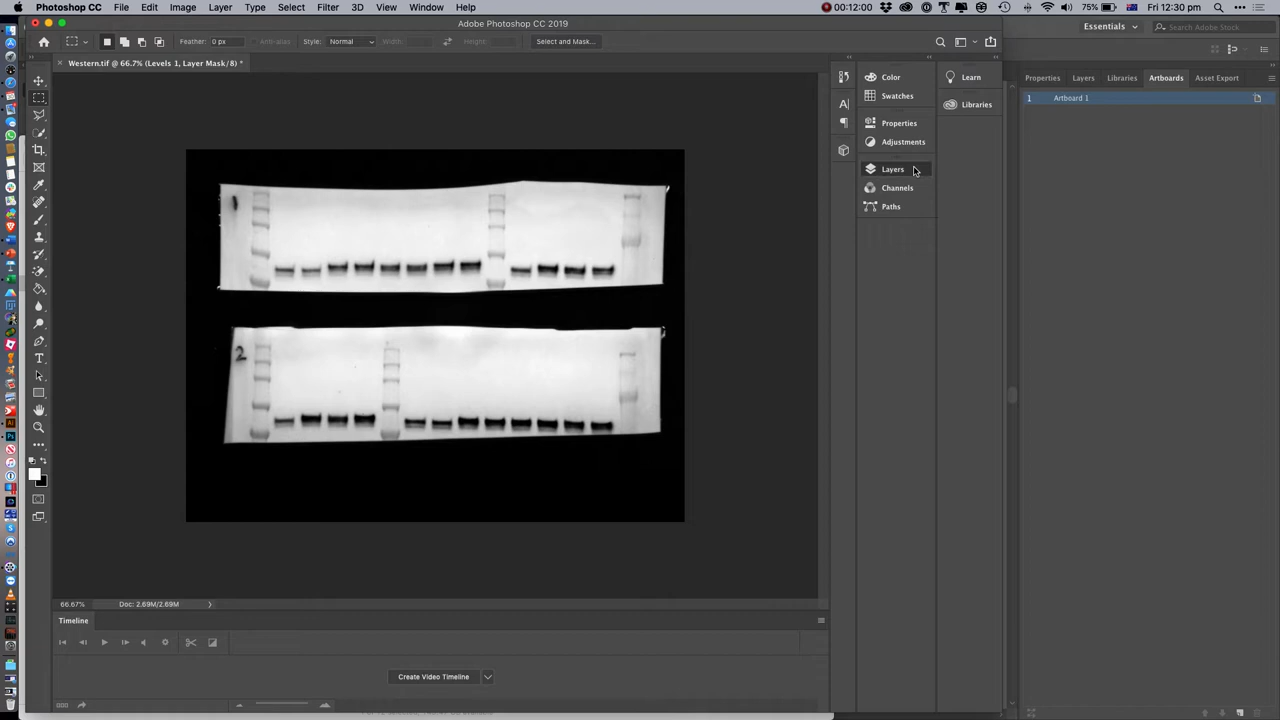 Photoshop CC File Edit Image Layer Type Select Filter 3D View Window Help 00:12:00 75% Fri 12:30 pm
Adobe Photoshop CC 2019
Essentials Search Adobe Stock
Feather: 0 px Anti-alias Style: Normal Width: Height: Select and Mask...
Western.tif @ 66.7% (Levels 1, Layer Mask/8) *
Color
Swatches
Properties
Adjustments
Layers
Channels
Paths
Learn
Libraries
Properties Layers Libraries Artboards Asset Export
1 Artboard 1
1
2
66.67% Doc: 2.69M/2.69M
Timeline
Create Video Timeline